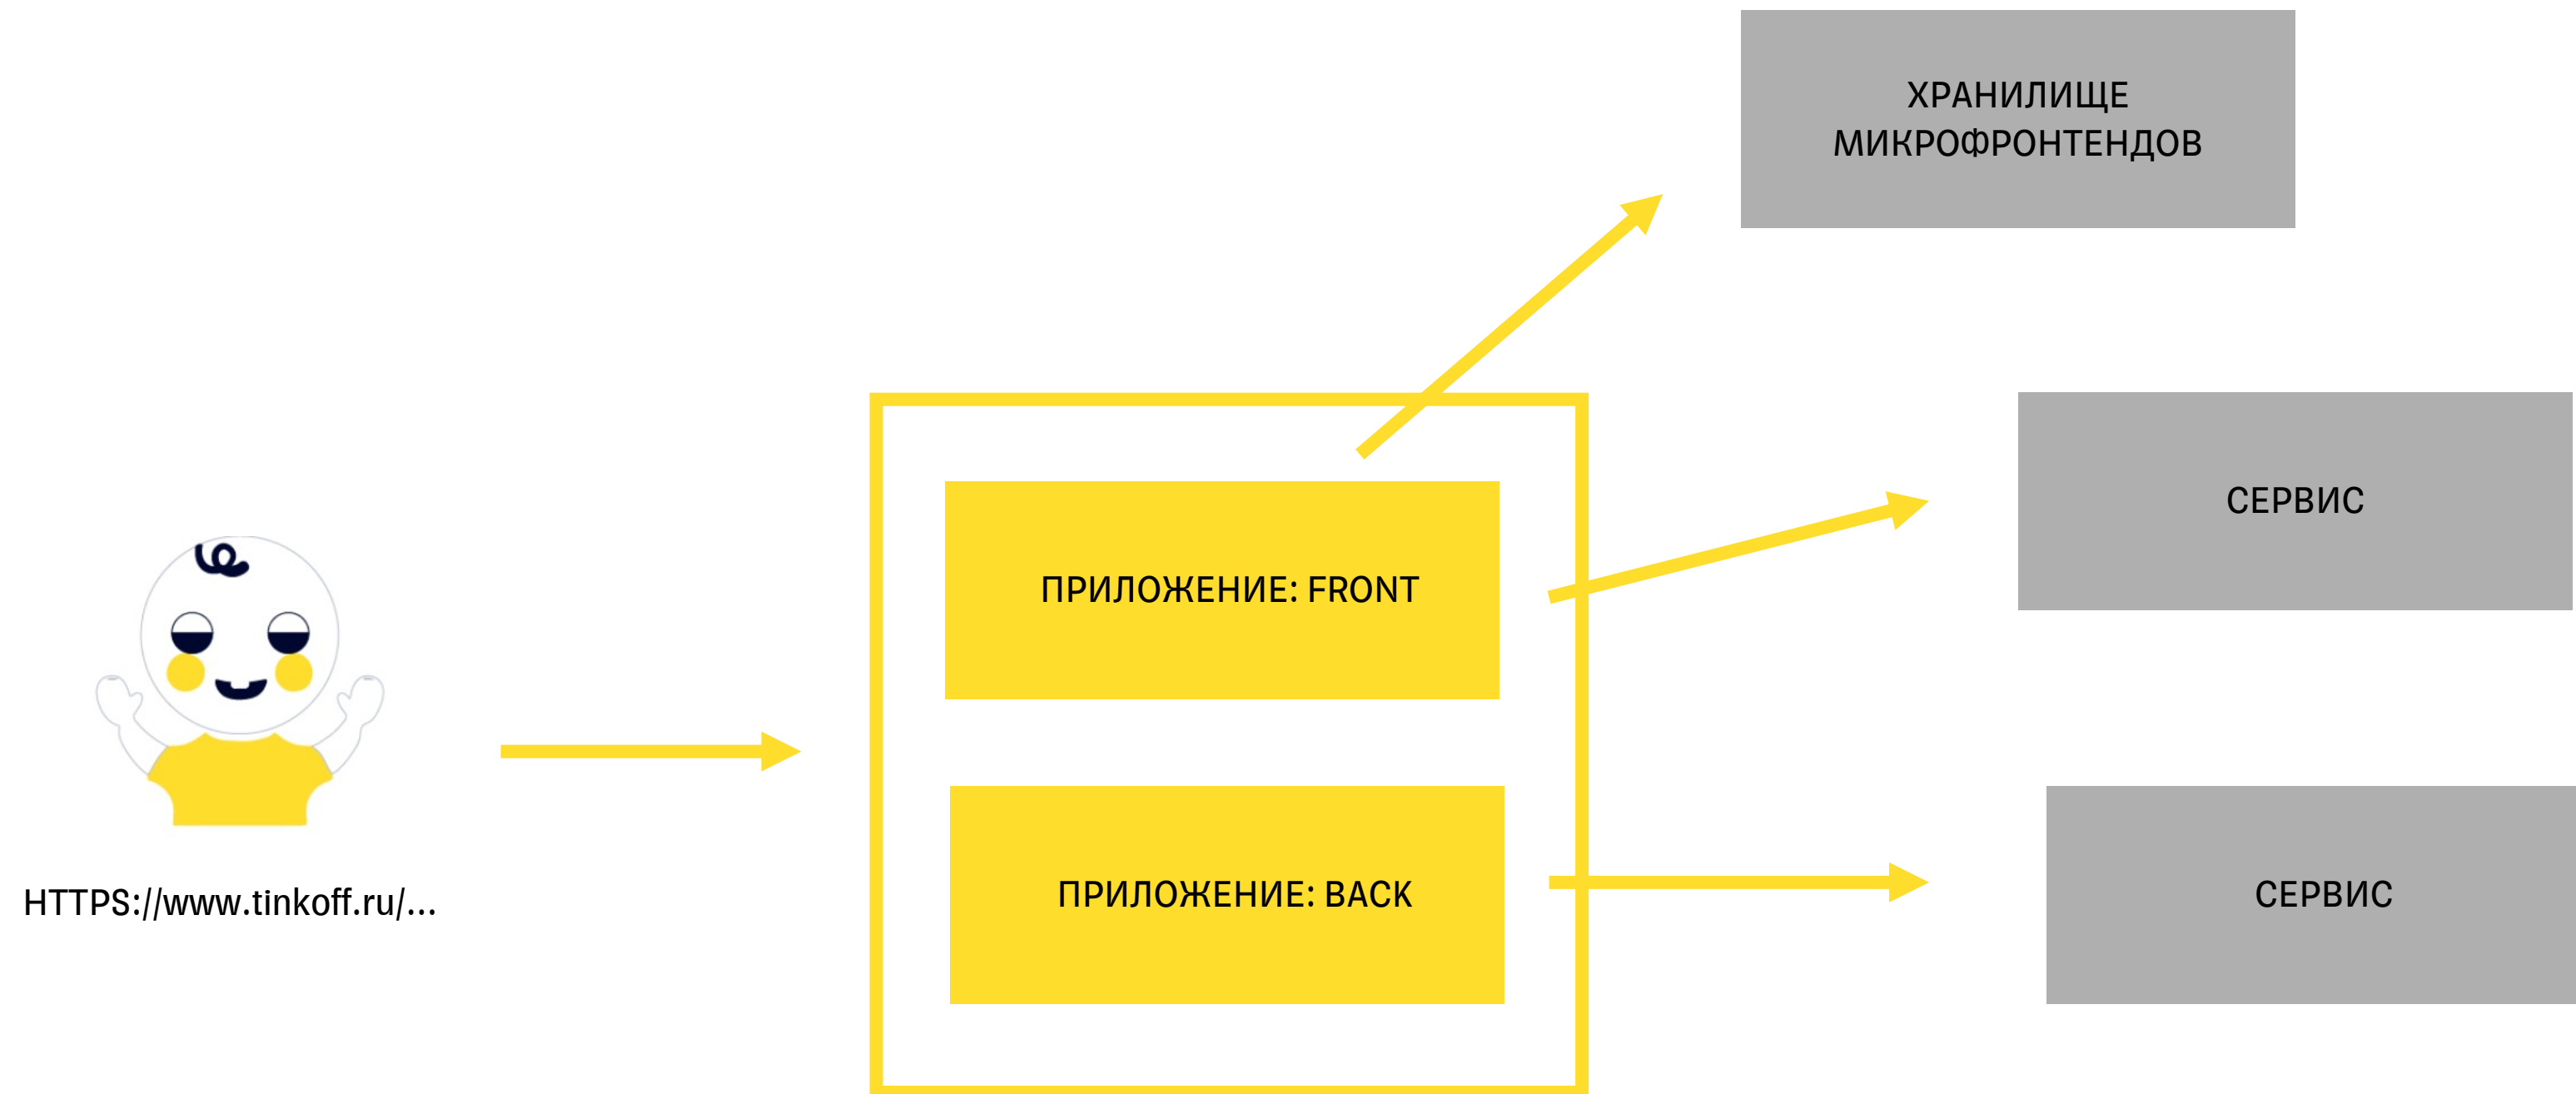 ХРАНИЛИЩЕ
МИКРОФРОНТЕНДОВ
СЕРВИС
ПРИЛОЖЕНИЕ: FRONT
HTTPS://www.tinkoff.ru/...
ПРИЛОЖЕНИЕ: BACK
СЕРВИС